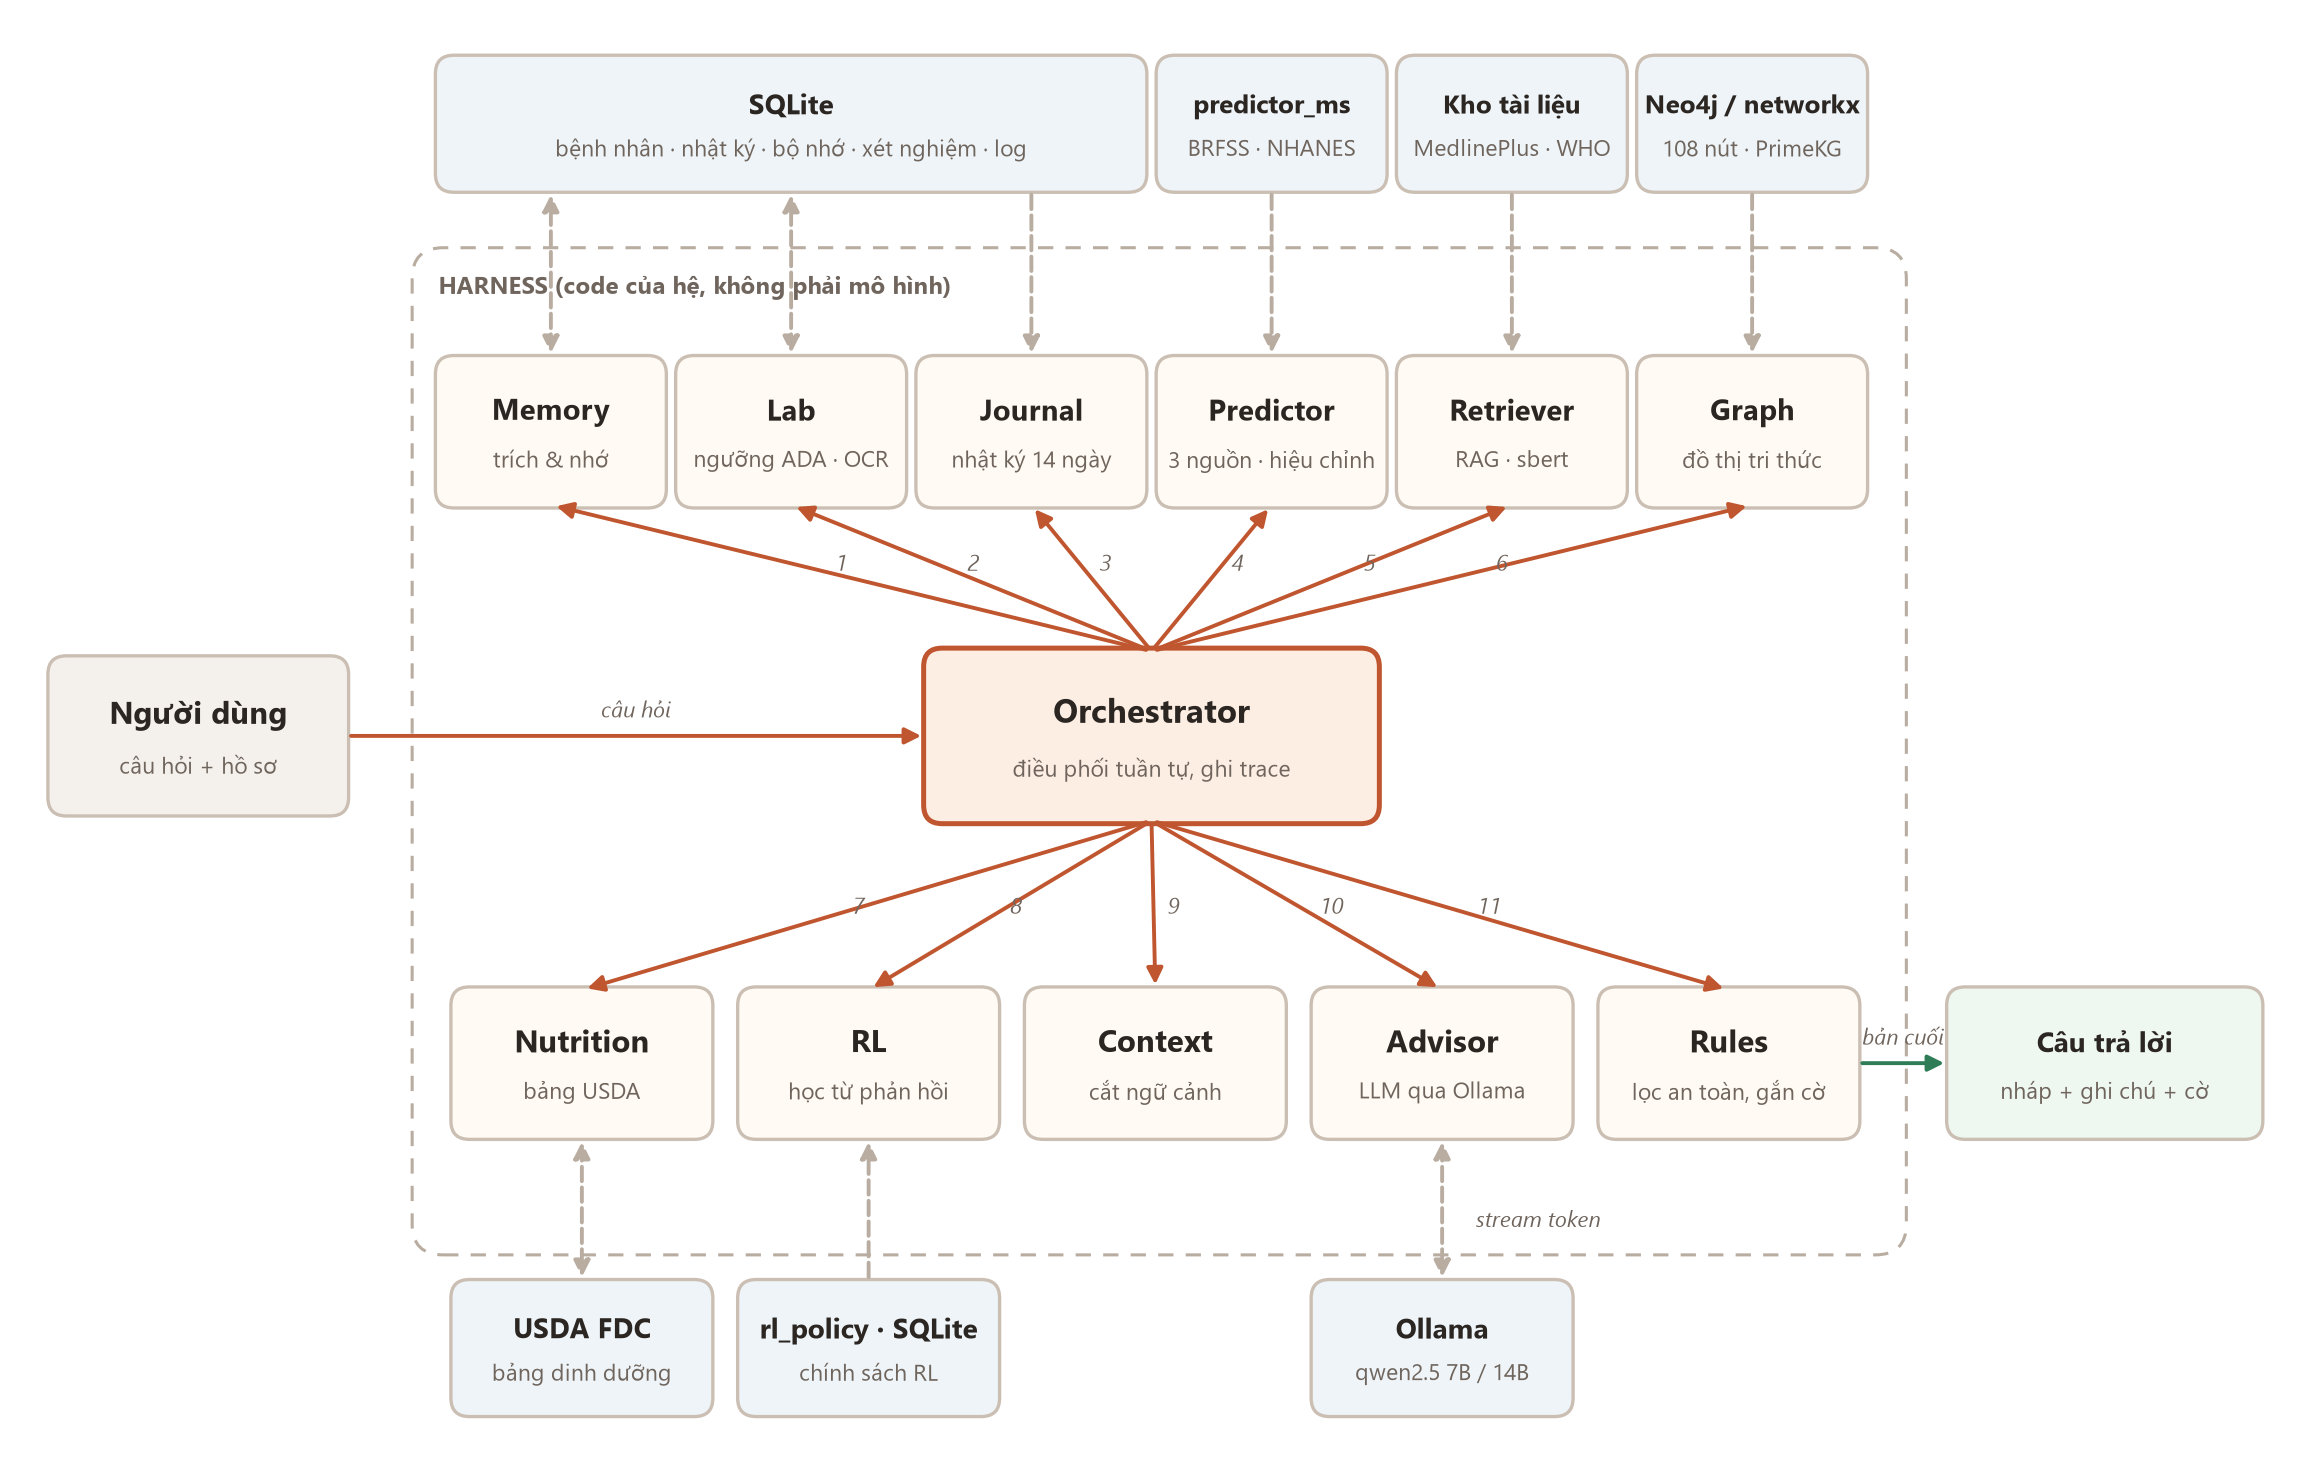 SQLite
bệnh nhân · nhật ký · bộ nhớ · xét nghiệm · log
predictor_ms
BRFSS · NHANES
Kho tài liệu
MedlinePlus · WHO
Neo4j / networkx
108 nút · PrimeKG
HARNESS (code của hệ, không phải mô hình)
Memory
trích & nhớ
Lab
ngưỡng ADA · OCR
Journal
nhật ký 14 ngày
Predictor
3 nguồn · hiệu chỉnh
Retriever
RAG · sbert
Graph
đồ thị tri thức
1
2
3
4
5
6
Người dùng
câu hỏi + hồ sơ
câu hỏi
Orchestrator
điều phối tuần tự, ghi trace
7
8
9
10
11
Nutrition
bảng USDA
RL
học từ phản hồi
Context
cắt ngữ cảnh
Advisor
LLM qua Ollama
Rules
lọc an toàn, gắn cờ
bản cuối
Câu trả lời
nháp + ghi chú + cờ
stream token
USDA FDC
bảng dinh dưỡng
rl_policy · SQLite
chính sách RL
Ollama
qwen2.5 7B / 14B